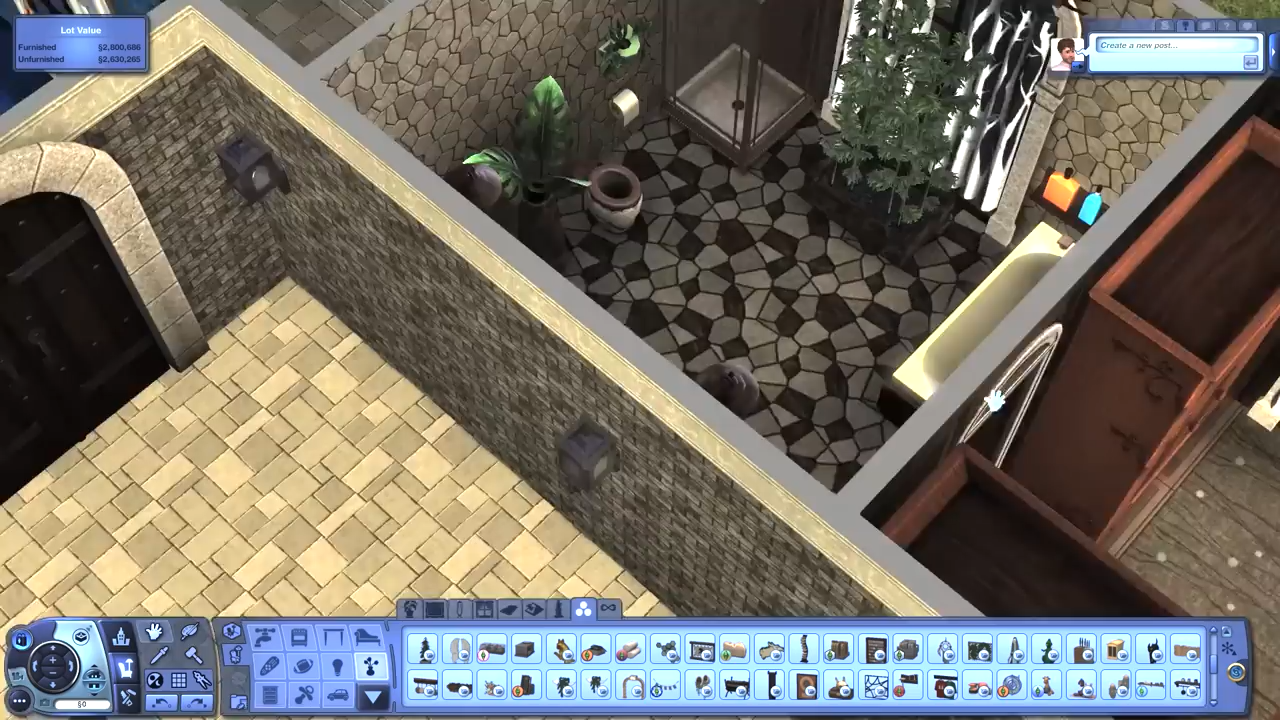 Lot Value
Furnished §2,800,686
Unfurnished §2,630,265
Create a new post...
§0